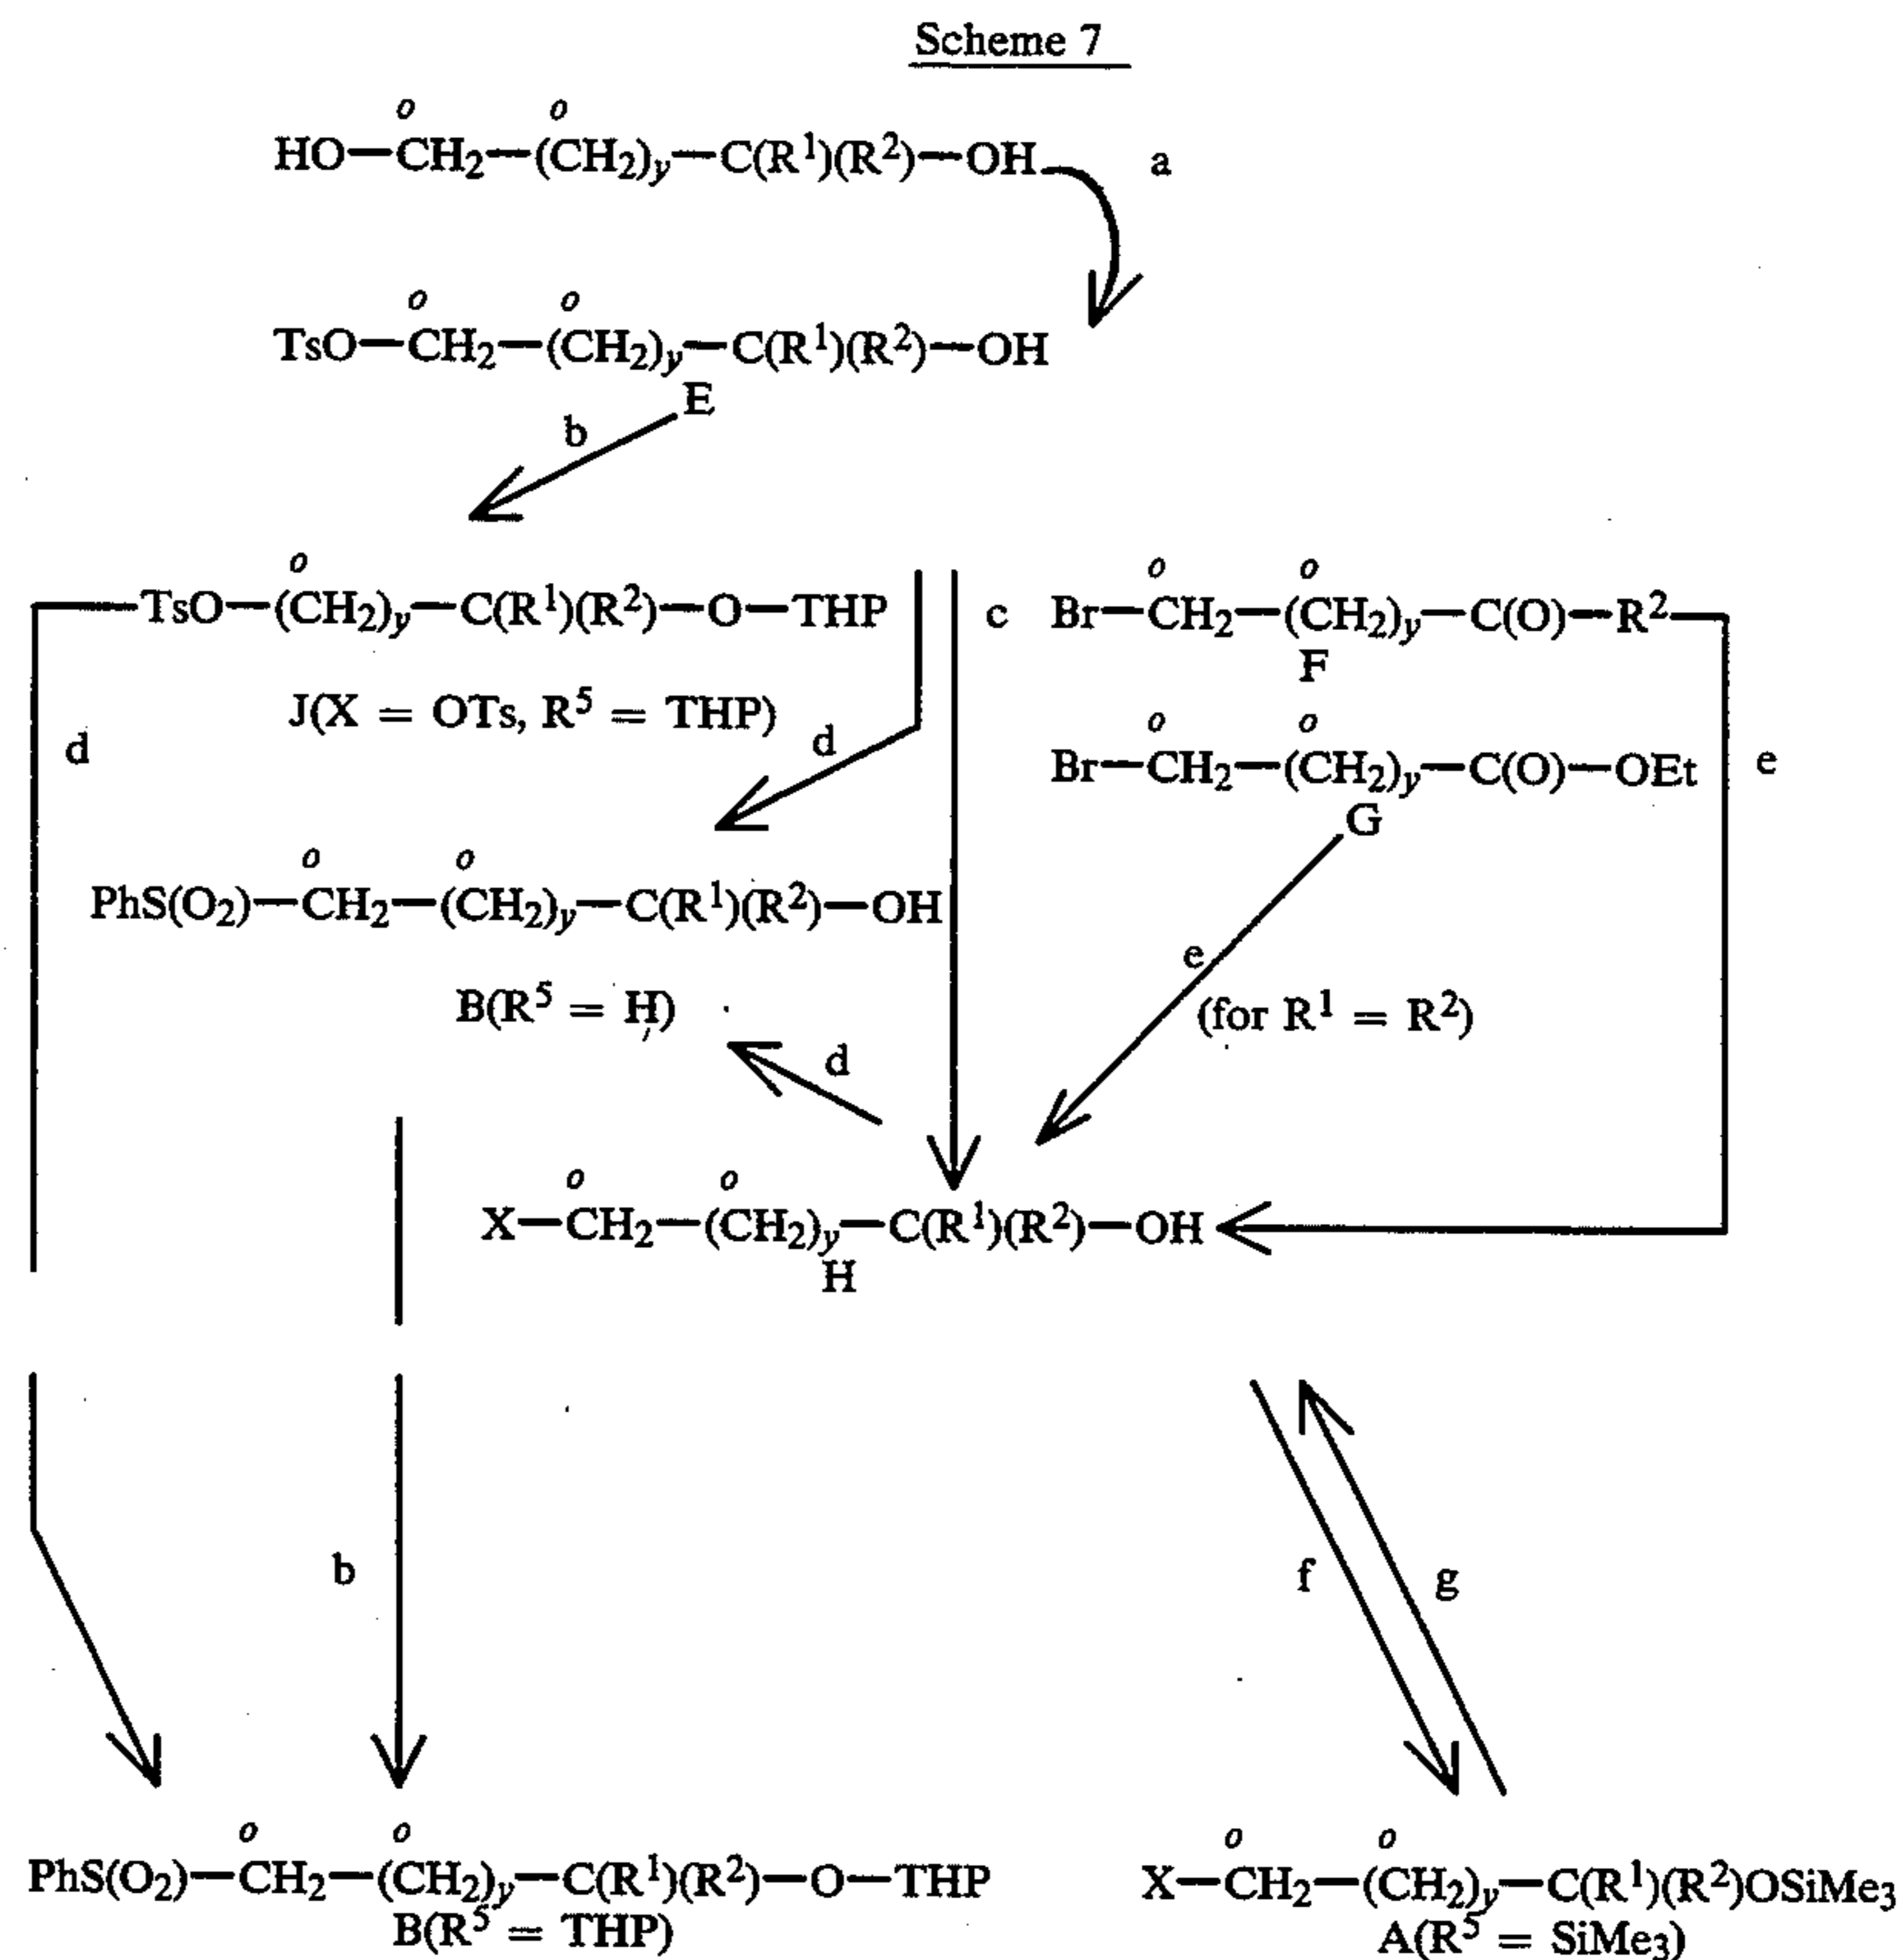 Scheme 7
o o
HO—CH₂—(CH₂)y—C(R¹)(R²)—OH a
o o
TsO—CH₂—(CH₂)y—C(R¹)(R²)—OH
E
b
o
TsO—(CH₂)y—C(R¹)(R²)—O—THP
J(X = OTs, R⁵ = THP)
c
o o
Br—CH₂—(CH₂)y—C(O)—R²
F
d
d
o o
Br—CH₂—(CH₂)y—C(O)—OEt
G
e
o o
PhS(O₂)—CH₂—(CH₂)y—C(R¹)(R²)—OH
B(R⁵ = H)
e
(for R¹ = R²)
d
o o
X—CH₂—(CH₂)y—C(R¹)(R²)—OH
H
b
f
g
o o
PhS(O₂)—CH₂—(CH₂)y—C(R¹)(R²)—O—THP
B(R⁵ = THP)
o o
X—CH₂—(CH₂)y—C(R¹)(R²)OSiMe₃
A(R⁵ = SiMe₃)